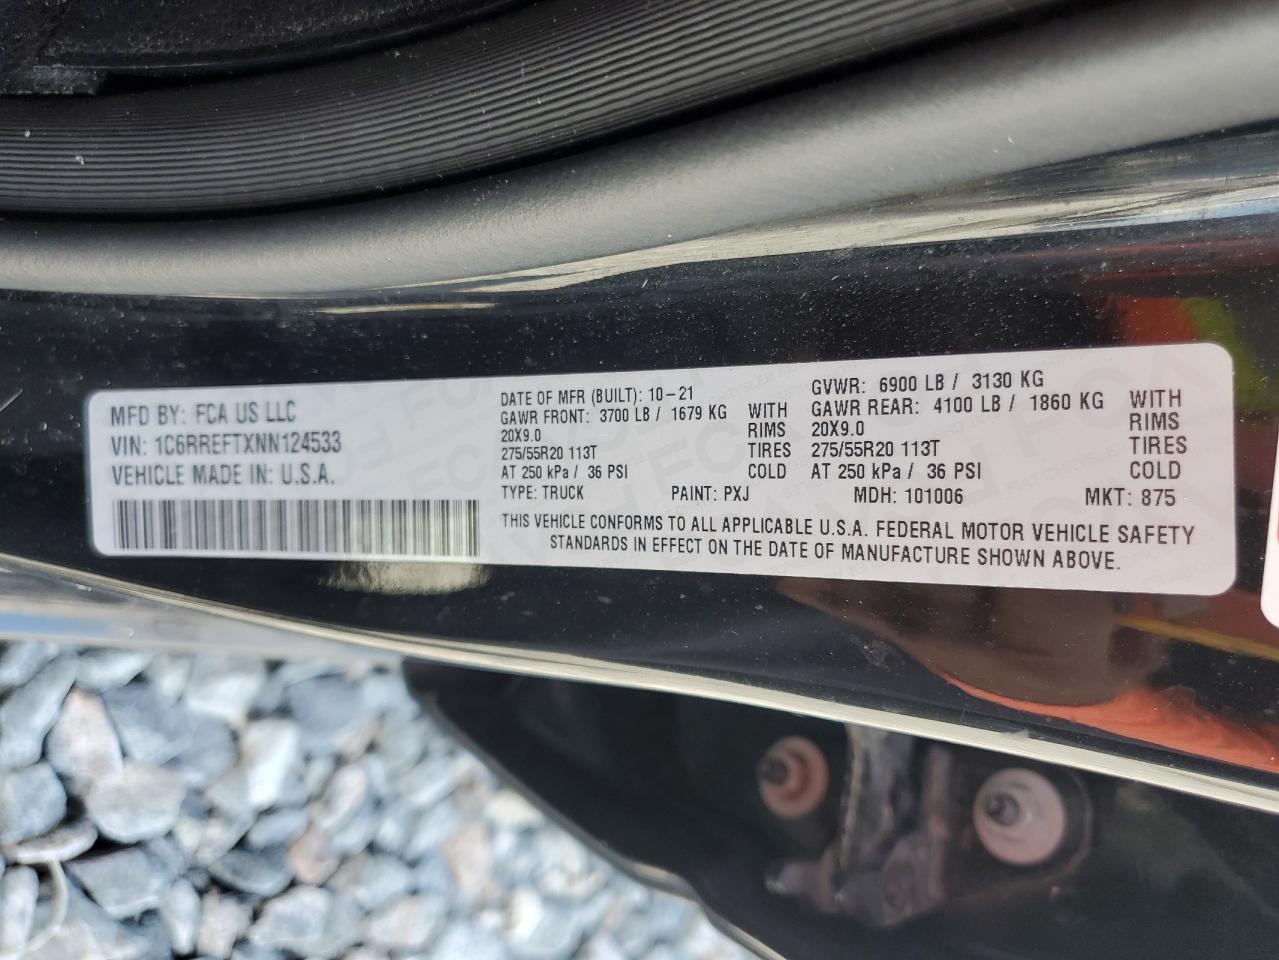 MFD BY: FCA US LLC
VIN: 1C6RREFTXNN124533
VEHICLE MADE IN: U.S.A.
DATE OF MFR (BUILT): 10-21
GAWR FRONT: 3700 LB / 1679 KG WITH
20X9.0 RIMS
275/55R20 113T TIRES
AT 250 kPa / 36 PSI COLD
GVWR: 6900 LB / 3130 KG
GAWR REAR: 4100 LB / 1860 KG WITH
20X9.0 RIMS
275/55R20 113T TIRES
AT 250 kPa / 36 PSI COLD
TYPE: TRUCK PAINT: PXJ MDH: 101006 MKT: 875
THIS VEHICLE CONFORMS TO ALL APPLICABLE U.S.A. FEDERAL MOTOR VEHICLE SAFETY
STANDARDS IN EFFECT ON THE DATE OF MANUFACTURE SHOWN ABOVE.